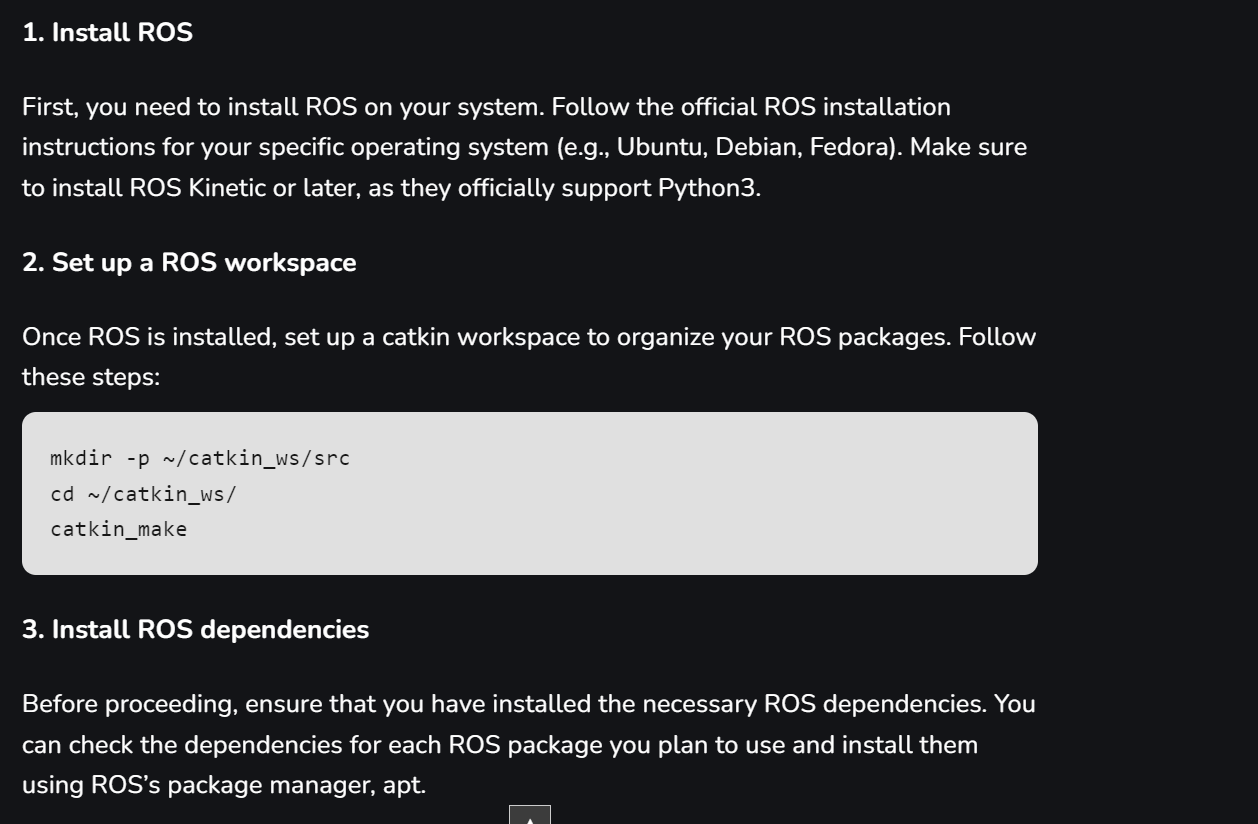 1. Install ROS
First, you need to install ROS on your system. Follow the official ROS installation
instructions for your specific operating system (e.g., Ubuntu, Debian, Fedora). Make sure
to install ROS Kinetic or later, as they officially support Python3.
2. Set up a ROS workspace
Once ROS is installed, set up a catkin workspace to organize your ROS packages. Follow
these steps:
mkdir -p ~/catkin_ws/src
cd ~/catkin_ws/
catkin_make
3. Install ROS dependencies
Before proceeding, ensure that you have installed the necessary ROS dependencies. You
can check the dependencies for each ROS package you plan to use and install them
using ROS’s package manager, apt.